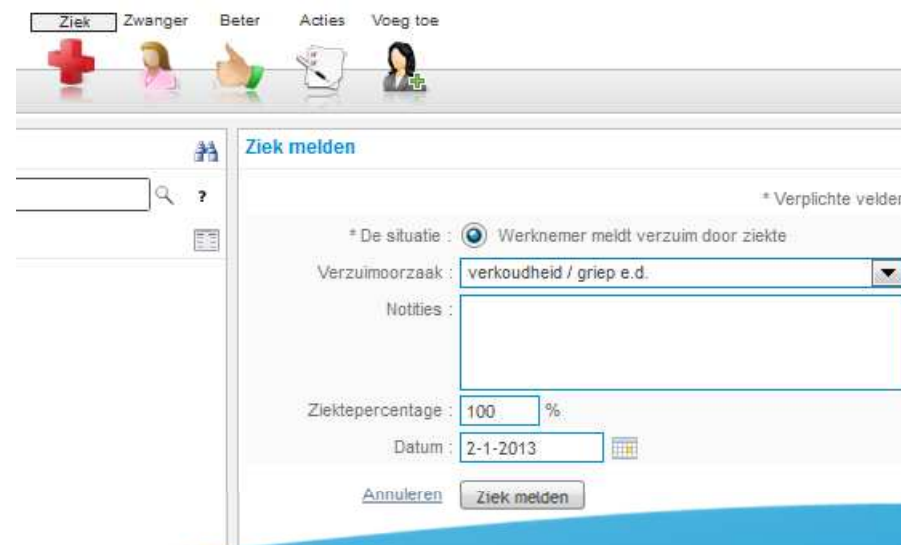 Ziek Zwanger Beter Acties Voeg toe
Ziek melden
?
* Verplichte velden
* De situatie : Werknemer meldt verzuim door ziekte
Verzuimoorzaak : verkoudheid / griep e.d.
Notities :
Ziektepercentage : 100 %
Datum : 2-1-2013
Annuleren Ziek melden